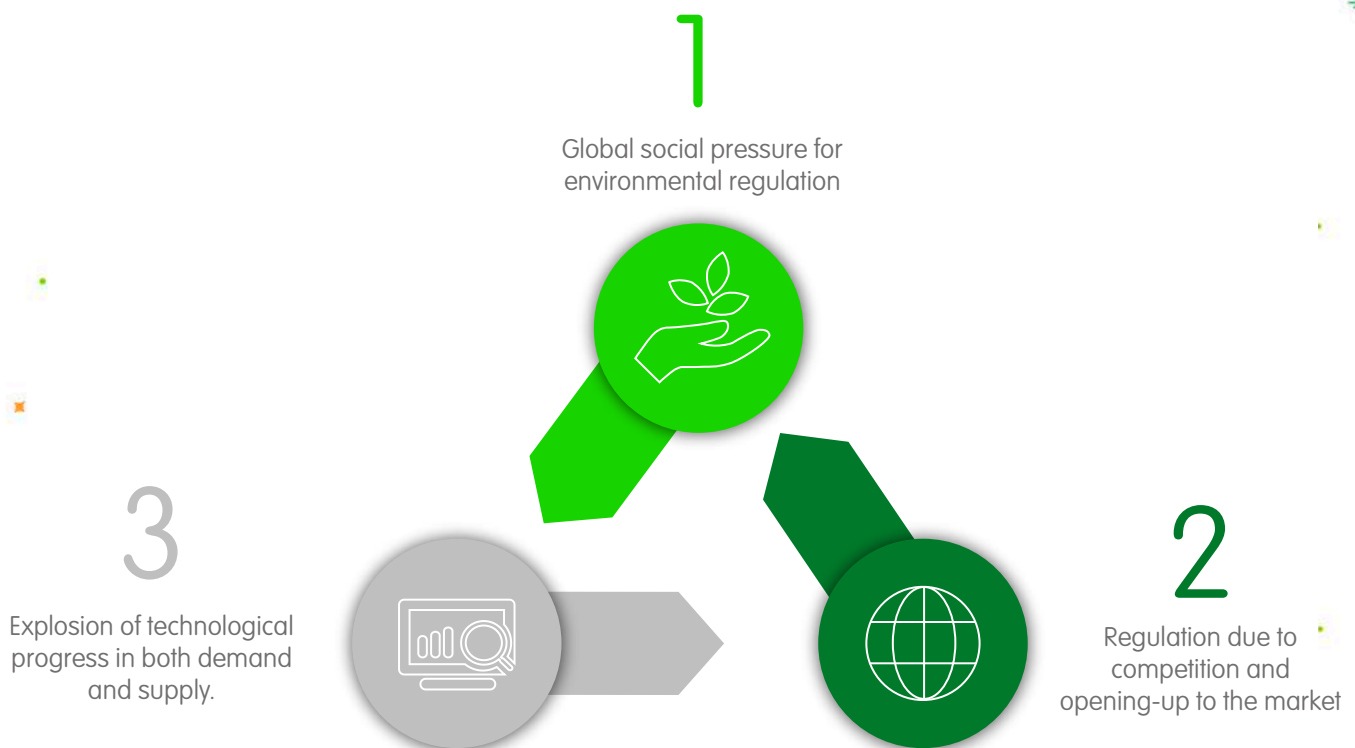 1
Global social pressure for
environmental regulation
3
Explosion of technological
progress in both demand
and supply.
2
Regulation due to
competition and
opening-up to the market